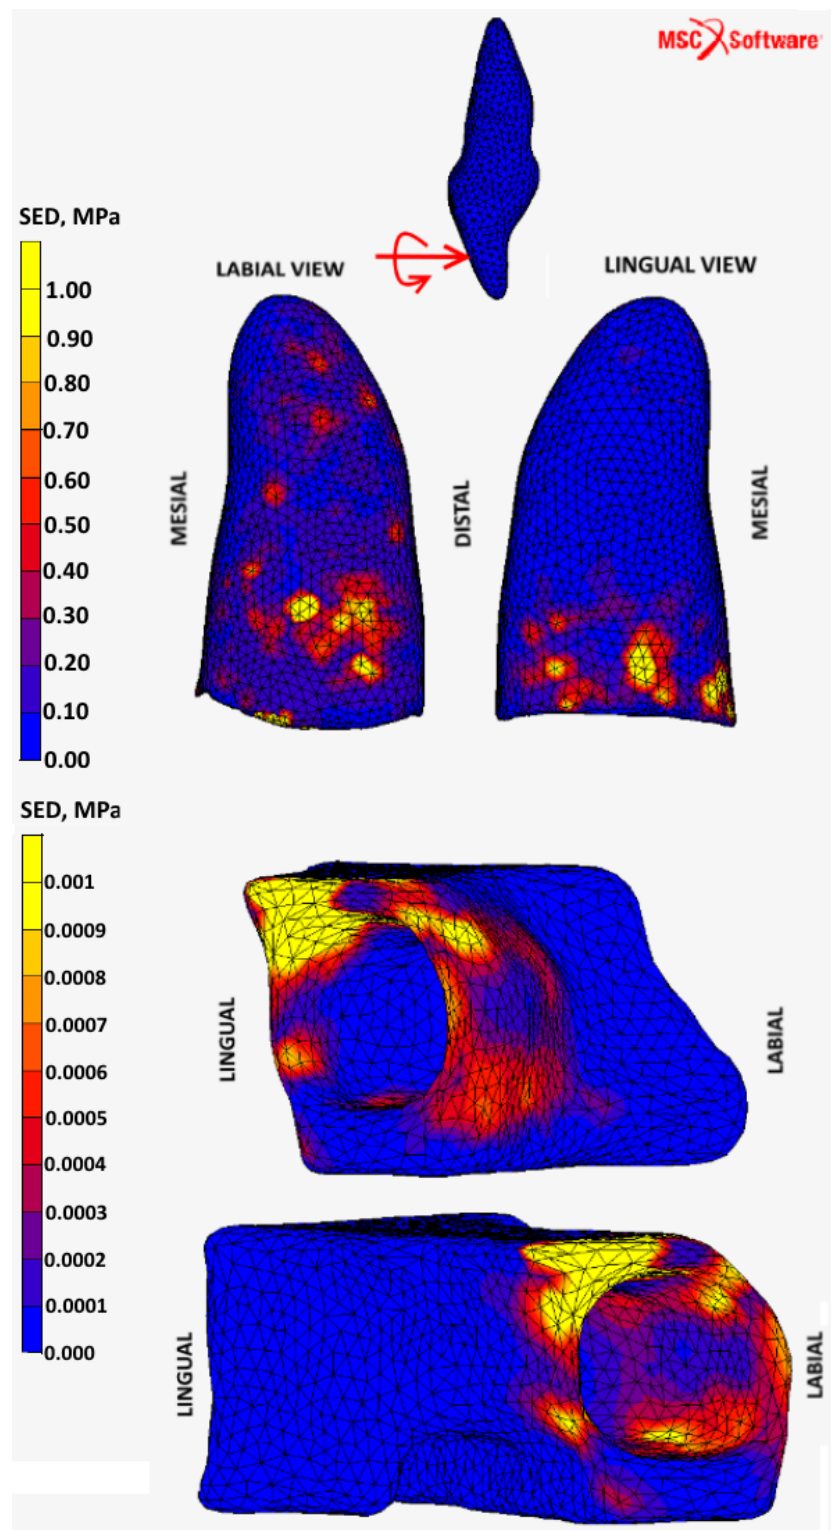 MSC Software
SED, MPa
LABIAL VIEW
LINGUAL VIEW
1.00
0.90
0.80
0.70
0.60
0.50
0.40
0.30
0.20
0.10
0.00
MESIAL
DISTAL
MESIAL
SED, MPa
0.001
0.0009
0.0008
0.0007
0.0006
0.0005
0.0004
0.0003
0.0002
0.0001
0.000
LINGUAL
LABIAL
LINGUAL
LABIAL